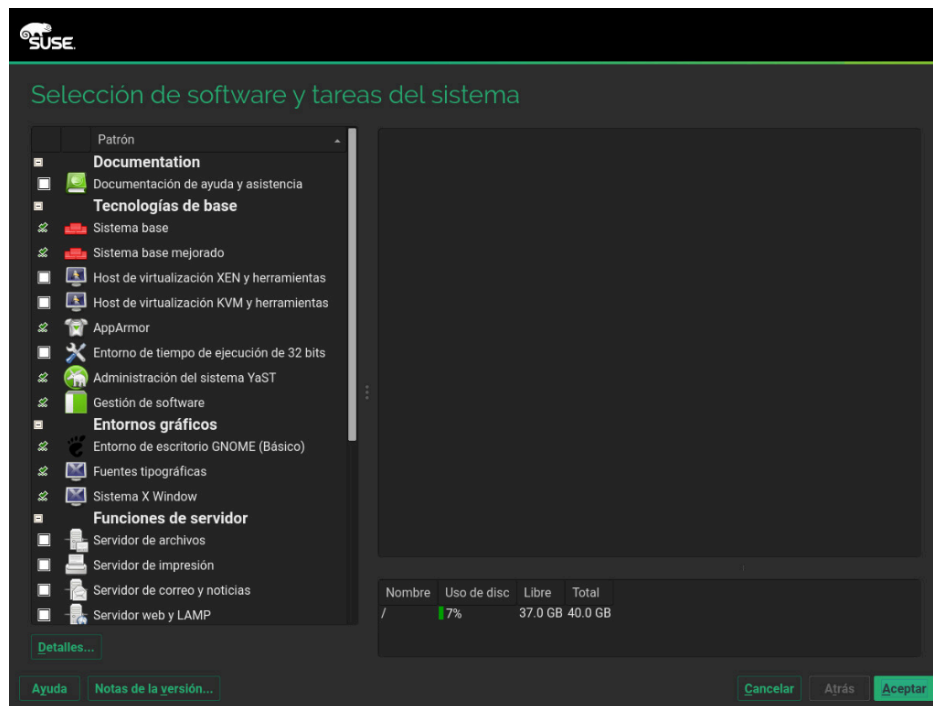 SUSE.
Selección de software y tareas del sistema
Patrón
Documentation
Documentación de ayuda y asistencia
Tecnologías de base
Sistema base
Sistema base mejorado
Host de virtualización XEN y herramientas
Host de virtualización KVM y herramientas
AppArmor
Entorno de tiempo de ejecución de 32 bits
Administración del sistema YaST
Gestión de software
Entornos gráficos
Entorno de escritorio GNOME (Básico)
Fuentes tipográficas
Sistema X Window
Funciones de servidor
Servidor de archivos
Servidor de impresión
Servidor de correo y noticias
Servidor web y LAMP
Nombre Uso de disc Libre Total
/ 7% 37.0 GB 40.0 GB
Detalles...
Ayuda Notas de la versión... Cancelar Atrás Aceptar